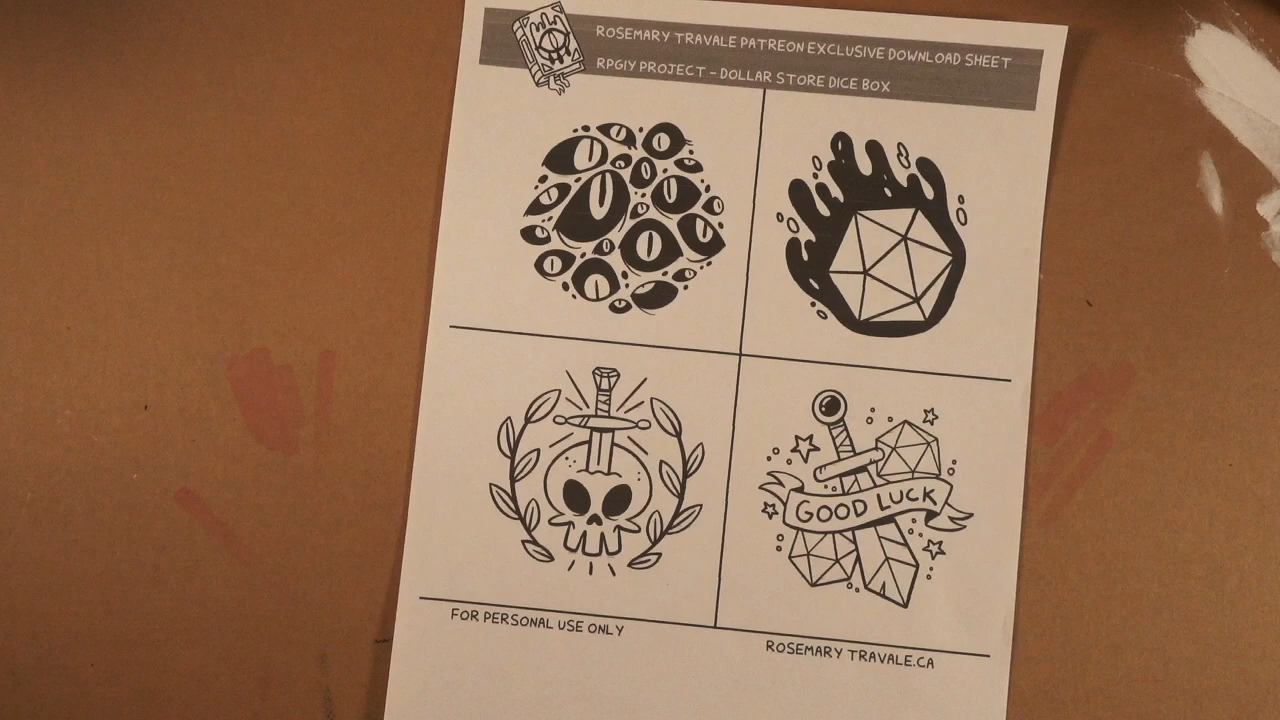 ROSEMARY TRAVALE PATREON EXCLUSIVE DOWNLOAD SHEET
RPGIY PROJECT - DOLLAR STORE DICE BOX
GOOD LUCK
FOR PERSONAL USE ONLY
ROSEMARY TRAVALE.CA